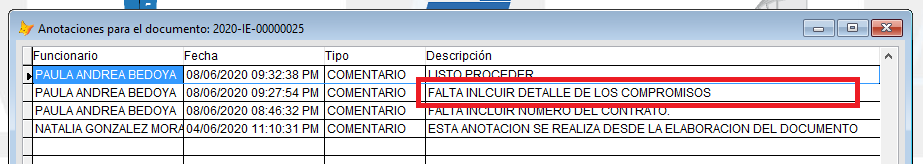 Anotaciones para el documento: 2020-IE-00000025
Funcionario Fecha Tipo Descripción
PAULA ANDREA BEDOYA 08/06/2020 09:32:38 PM COMENTARIO LISTO PROCEDER
PAULA ANDREA BEDOYA 08/06/2020 09:27:54 PM COMENTARIO FALTA INLCUIR DETALLE DE LOS COMPROMISOS
PAULA ANDREA BEDOYA 08/06/2020 08:46:32 PM COMENTARIO FALTA INCLUIR NUMERO DEL CONTRATO.
NATALIA GONZALEZ MORA 04/06/2020 11:10:31 PM COMENTARIO ESTA ANOTACION SE REALIZA DESDE LA ELABORACION DEL DOCUMENTO